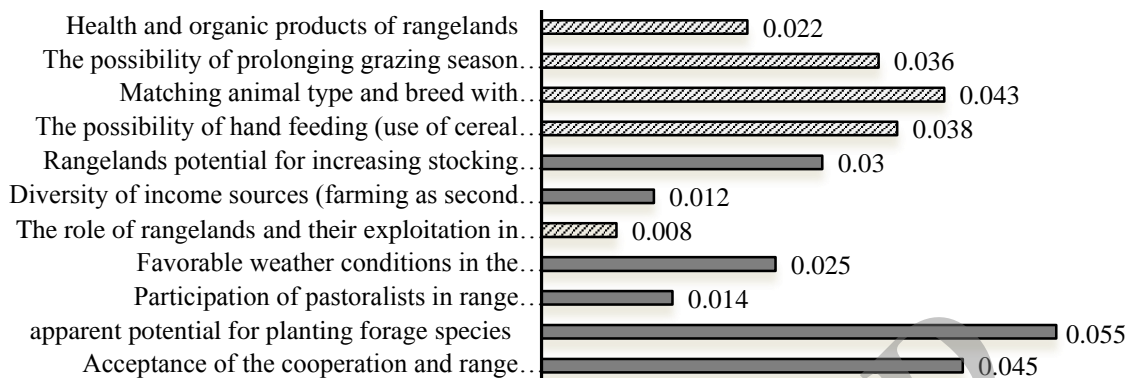 Health and organic products of rangelands 0.022
The possibility of prolonging grazing season… 0.036
Matching animal type and breed with… 0.043
The possibility of hand feeding (use of cereal… 0.038
Rangelands potential for increasing stocking… 0.03
Diversity of income sources (farming as second… 0.012
The role of rangelands and their exploitation in… 0.008
Favorable weather conditions in the… 0.025
Participation of pastoralists in range… 0.014
apparent potential for planting forage species 0.055
Acceptance of the cooperation and range… 0.045